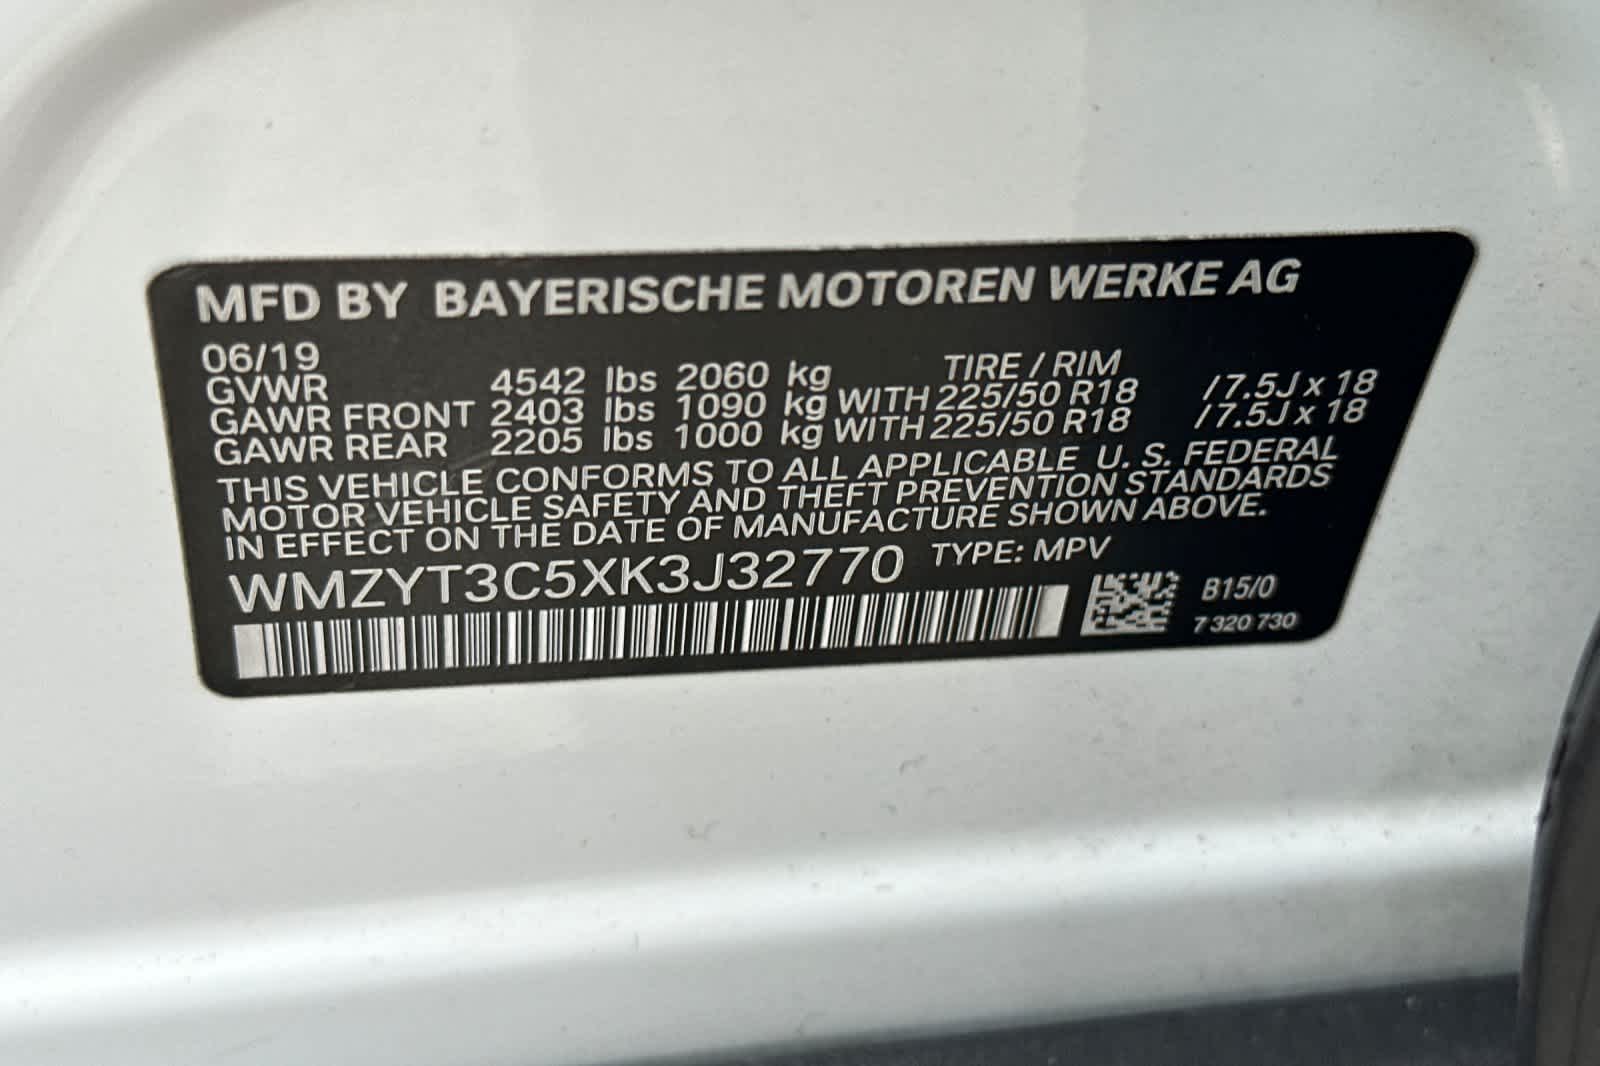 MFD BY BAYERISCHE MOTOREN WERKE AG
06/19 TIRE / RIM
GVWR 4542 lbs 2060 kg
GAWR FRONT 2403 lbs 1090 kg WITH 225/50 R18 /7.5J x 18
GAWR REAR 2205 lbs 1000 kg WITH 225/50 R18 /7.5J x 18
THIS VEHICLE CONFORMS TO ALL APPLICABLE U. S. FEDERAL
MOTOR VEHICLE SAFETY AND THEFT PREVENTION STANDARDS
IN EFFECT ON THE DATE OF MANUFACTURE SHOWN ABOVE.
WMZYT3C5XK3J32770 TYPE: MPV
B15/0
7 320 730